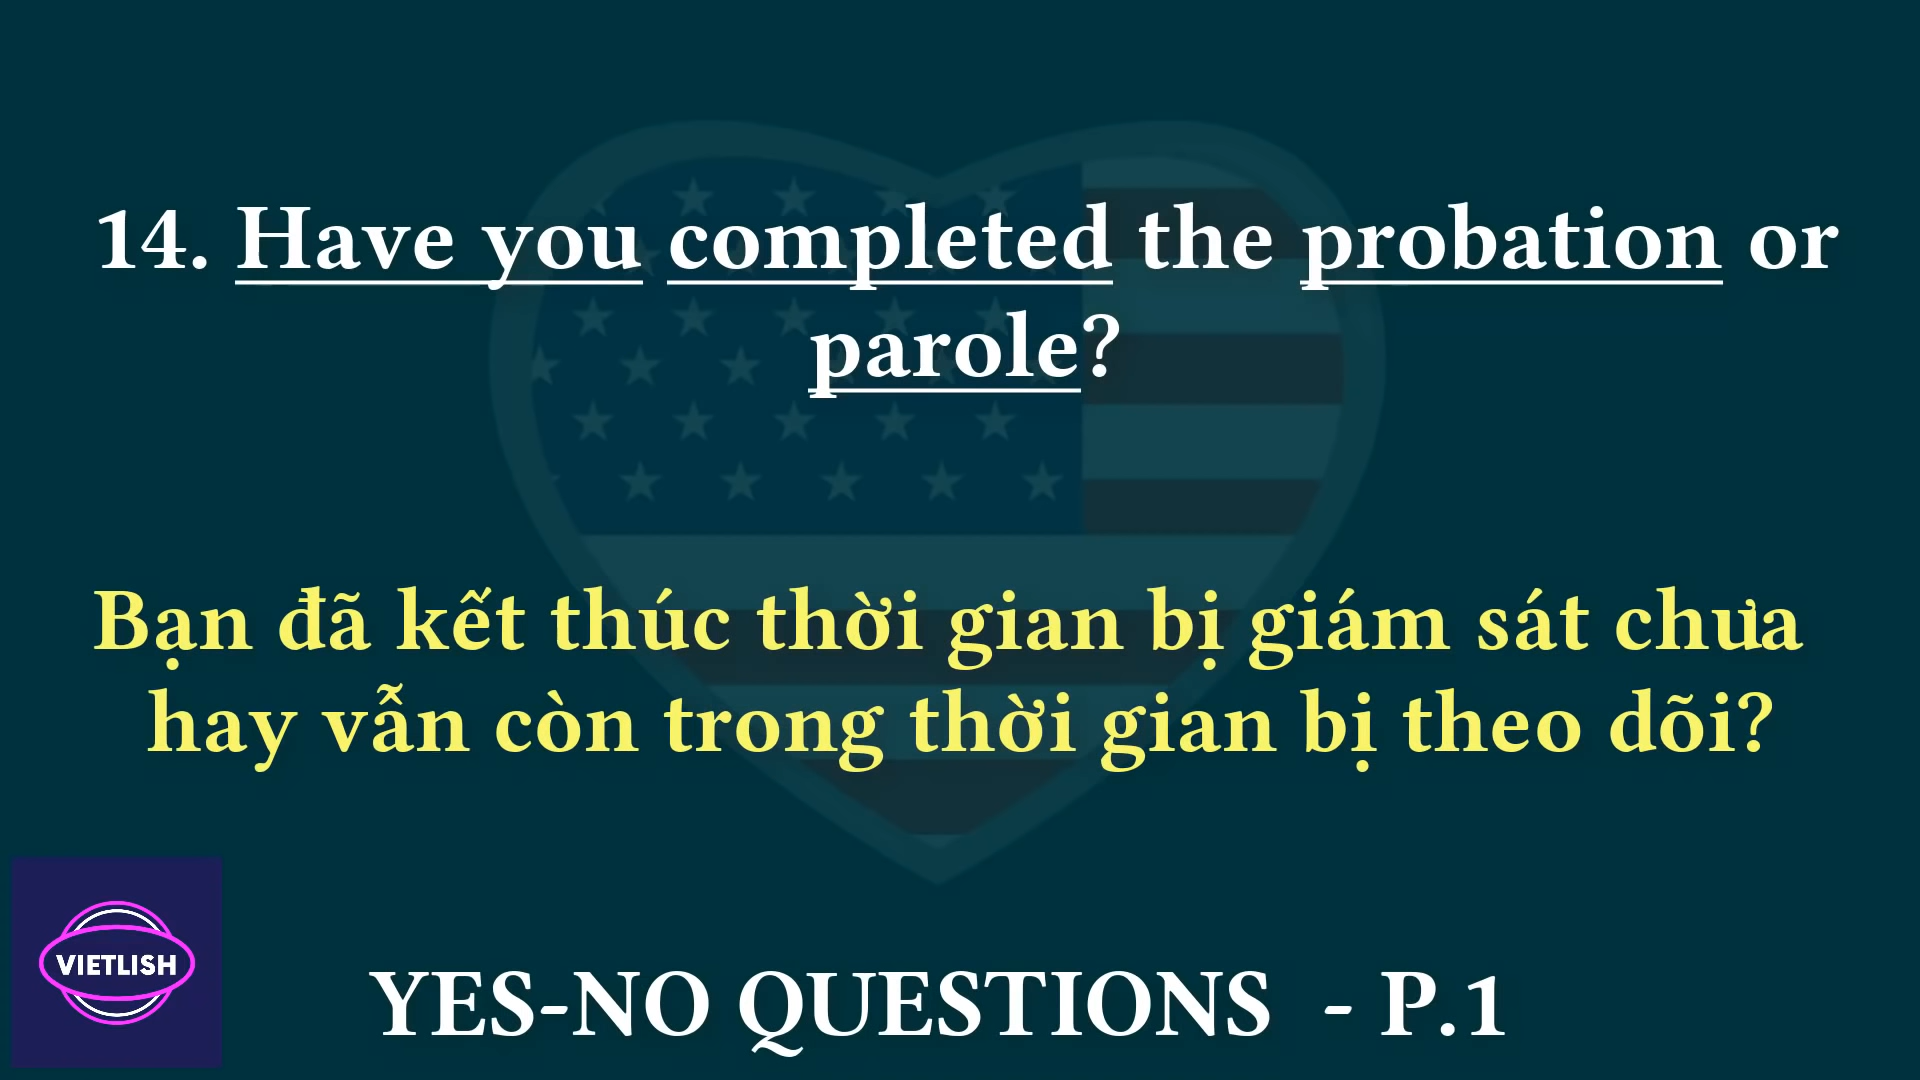 14. Have you completed the probation or
parole?
Bạn đã kết thúc thời gian bị giám sát chưa
hay vẫn còn trong thời gian bị theo dõi?
VIETLISH
YES-NO QUESTIONS - P.1